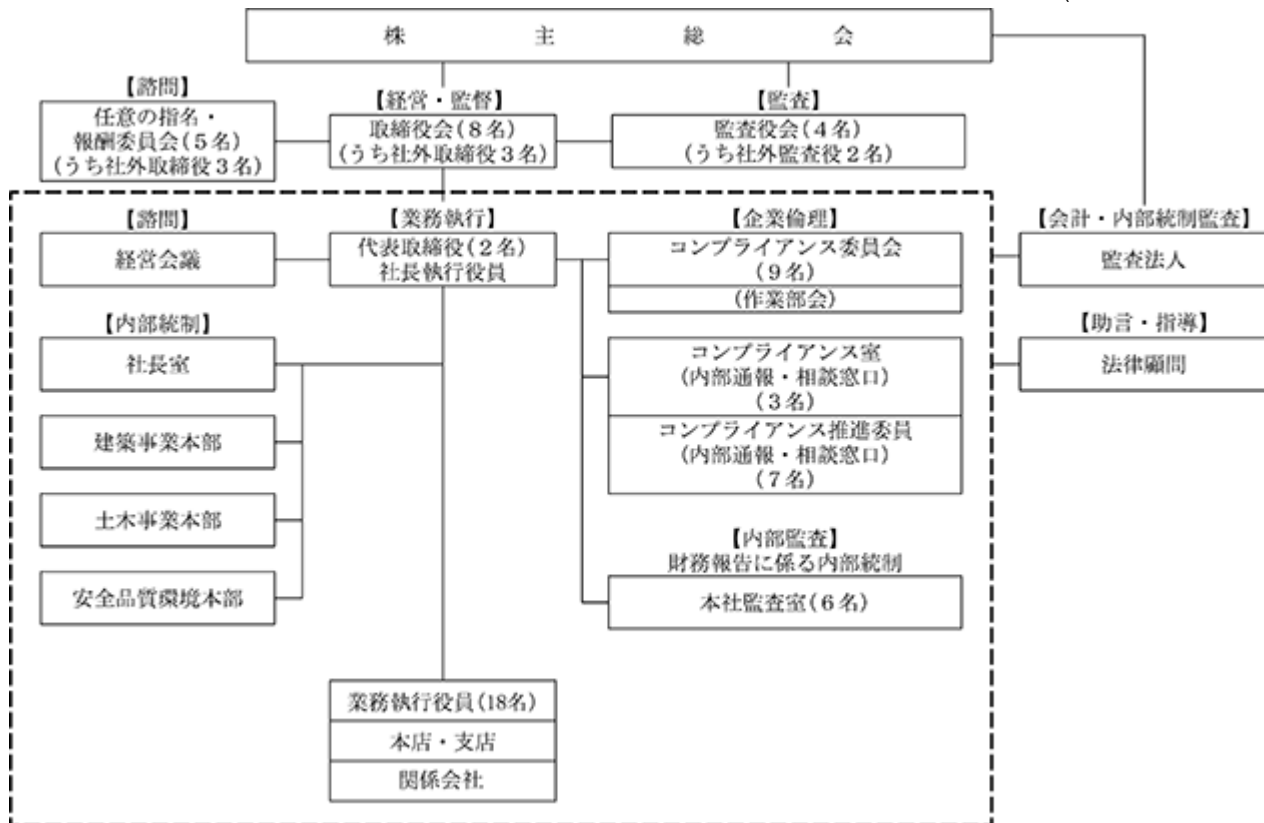 株主総会
【諮問】
任意の指名・
報酬委員会(5名)
(うち社外取締役3名)
【経営・監督】
取締役会(8名)
(うち社外取締役3名)
【監査】
監査役会(4名)
(うち社外監査役2名)
【諮問】
経営会議
【業務執行】
代表取締役(2名)
社長執行役員
【企業倫理】
コンプライアンス委員会
(9名)
(作業部会)
【会計・内部統制監査】
監査法人
【内部統制】
社長室
建築事業本部
土木事業本部
安全品質環境本部
コンプライアンス室
(内部通報・相談窓口)
(3名)
コンプライアンス推進委員
(内部通報・相談窓口)
(7名)
【助言・指導】
法律顧問
【内部監査】
財務報告に係る内部統制
本社監査室(6名)
業務執行役員(18名)
本店・支店
関係会社